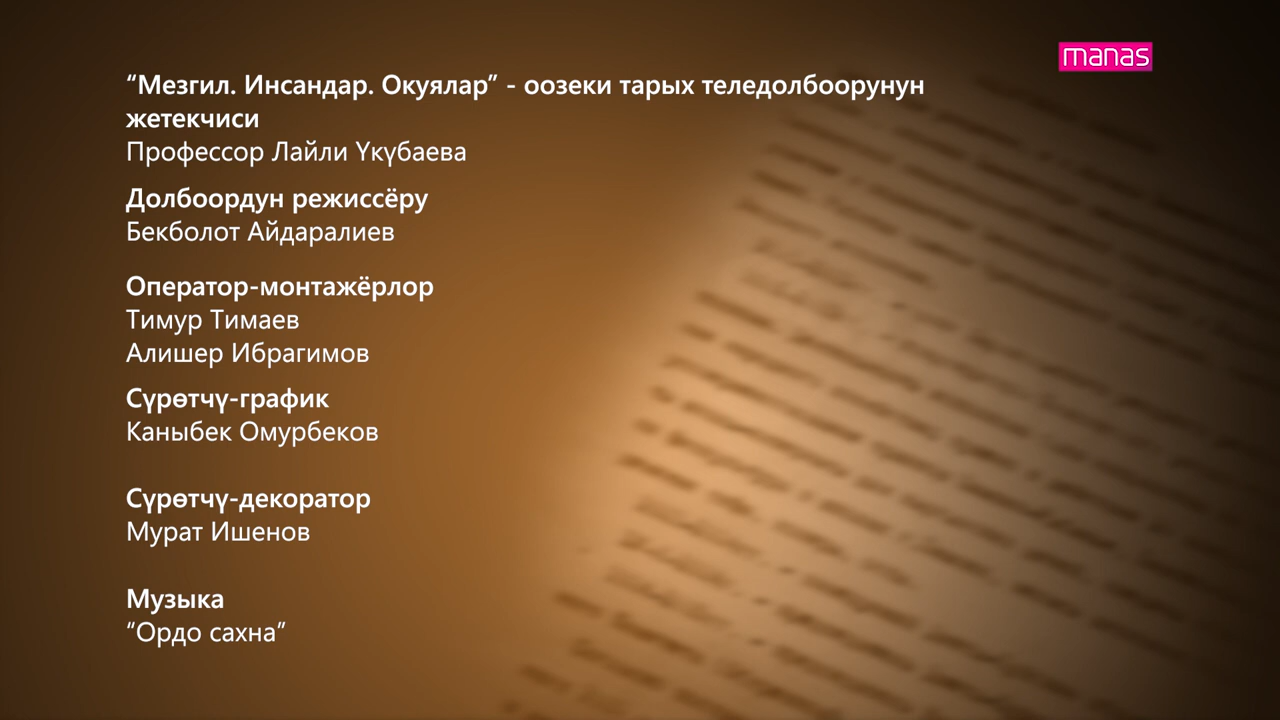 manas
“Мезгил. Инсандар. Окуялар” - оозеки тарых теледолбоорунун
жетекчиси
Профессор Лайли Үкүбаева
Долбоордун режиссёру
Бекболот Айдаралиев
Оператор-монтажёрлор
Тимур Тимаев
Алишер Ибрагимов
Сүрөтчү-график
Каныбек Омурбеков
Сүрөтчү-декоратор
Мурат Ишенов
Музыка
“Ордо сахна”